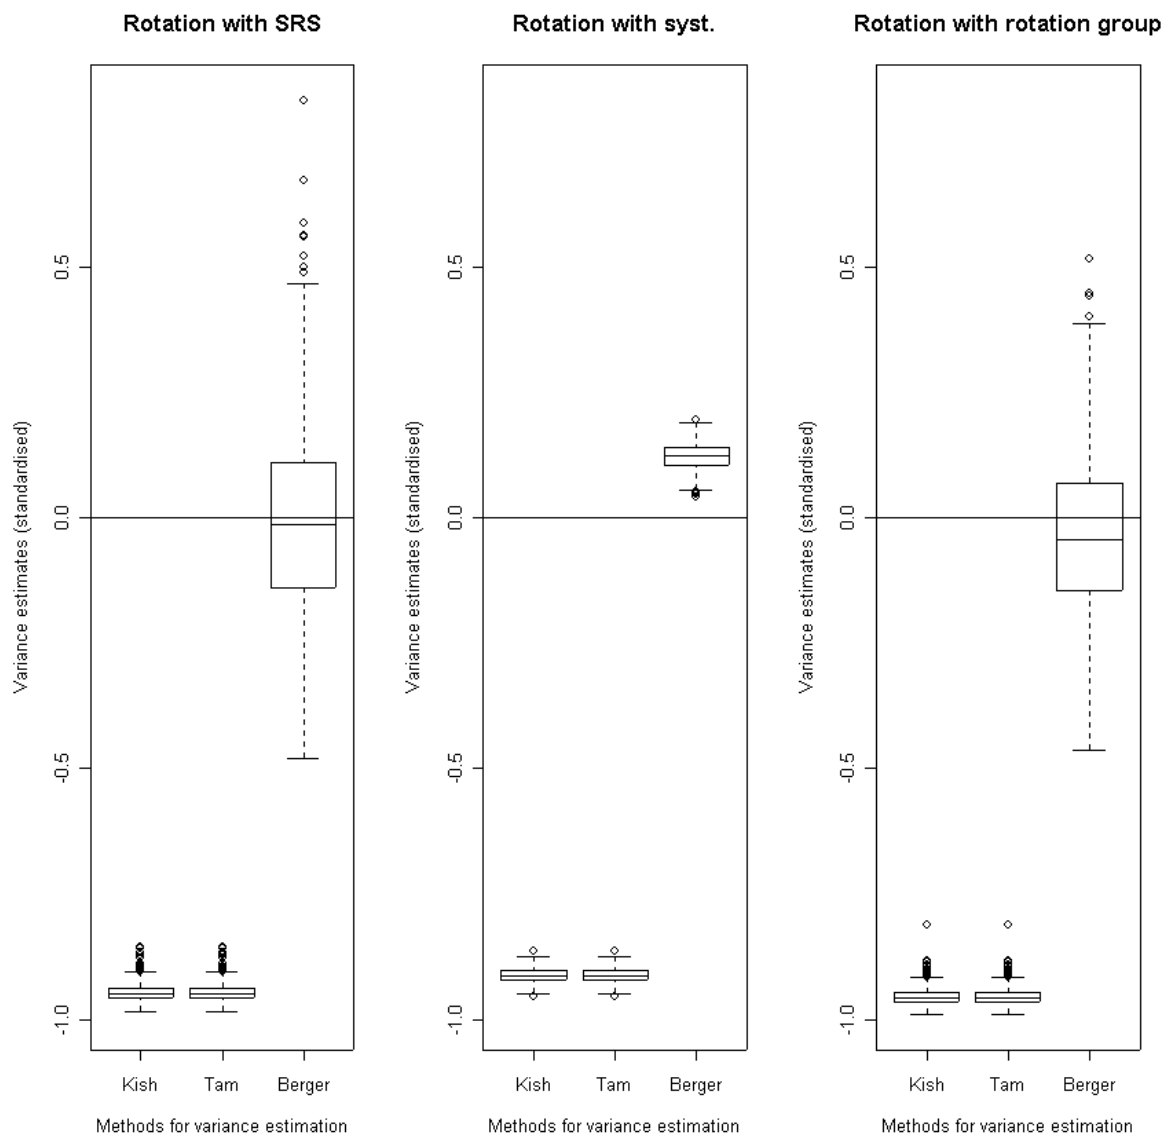 Rotation with SRS
Variance estimates (standardised)
0.5
0.0
-0.5
-1.0
Kish Tam Berger
Methods for variance estimation
Rotation with syst.
Variance estimates (standardised)
0.5
0.0
-0.5
-1.0
Kish Tam Berger
Methods for variance estimation
Rotation with rotation group
Variance estimates (standardised)
0.5
0.0
-0.5
-1.0
Kish Tam Berger
Methods for variance estimation